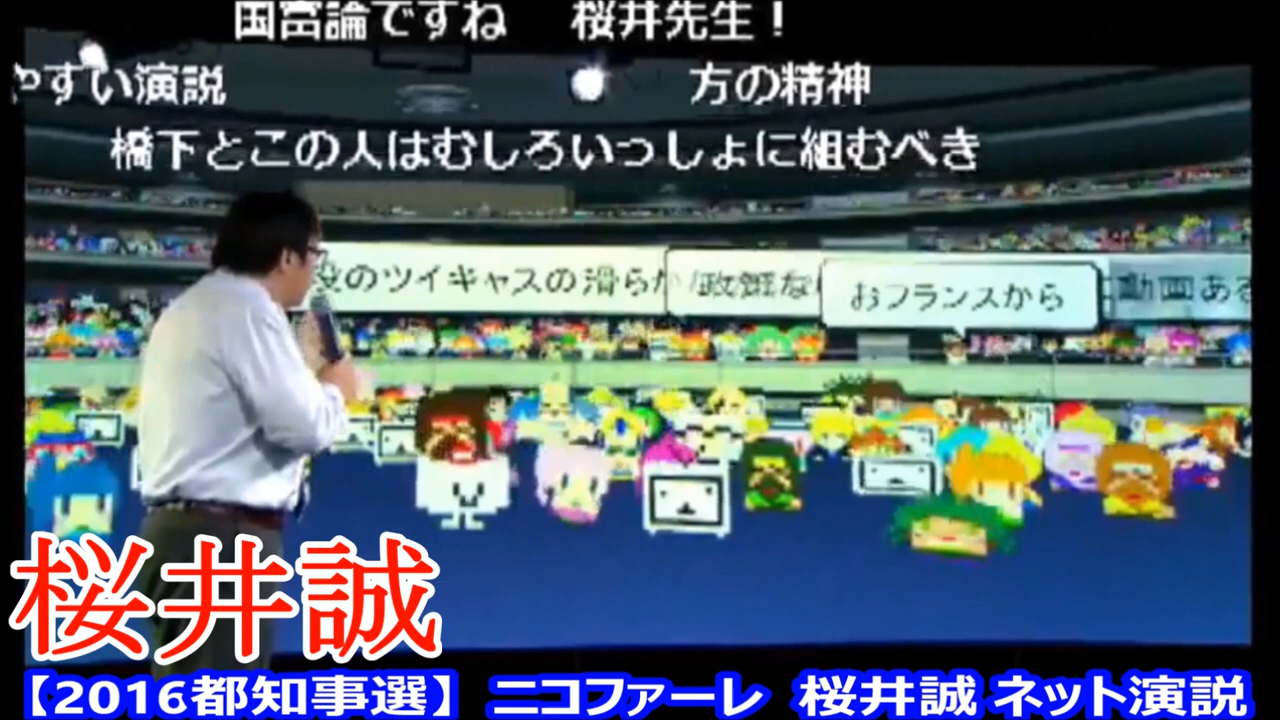 国富論ですね 桜井先生！
やすい演説 方の精神
橋下とこの人はむしろいっしょに組むべき
のツイキャスの滑らか
政策な
おフランスから
動画ある
桜井誠
【2016都知事選】 ニコファーレ 桜井誠 ネット演説